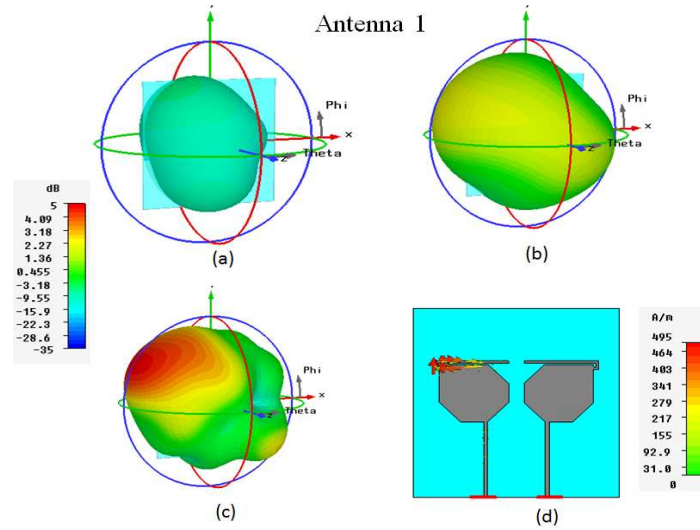 Antenna 1
Phi
x
Theta
z
(a)
Phi
x
Theta
z
(b)
dB
5
4.09
3.18
2.27
1.36
0.455
-3.18
-9.55
-15.9
-22.3
-28.6
-35
Phi
x
Theta
z
(c)
A/m
495
464
403
341
279
217
155
92.9
31.0
0
(d)